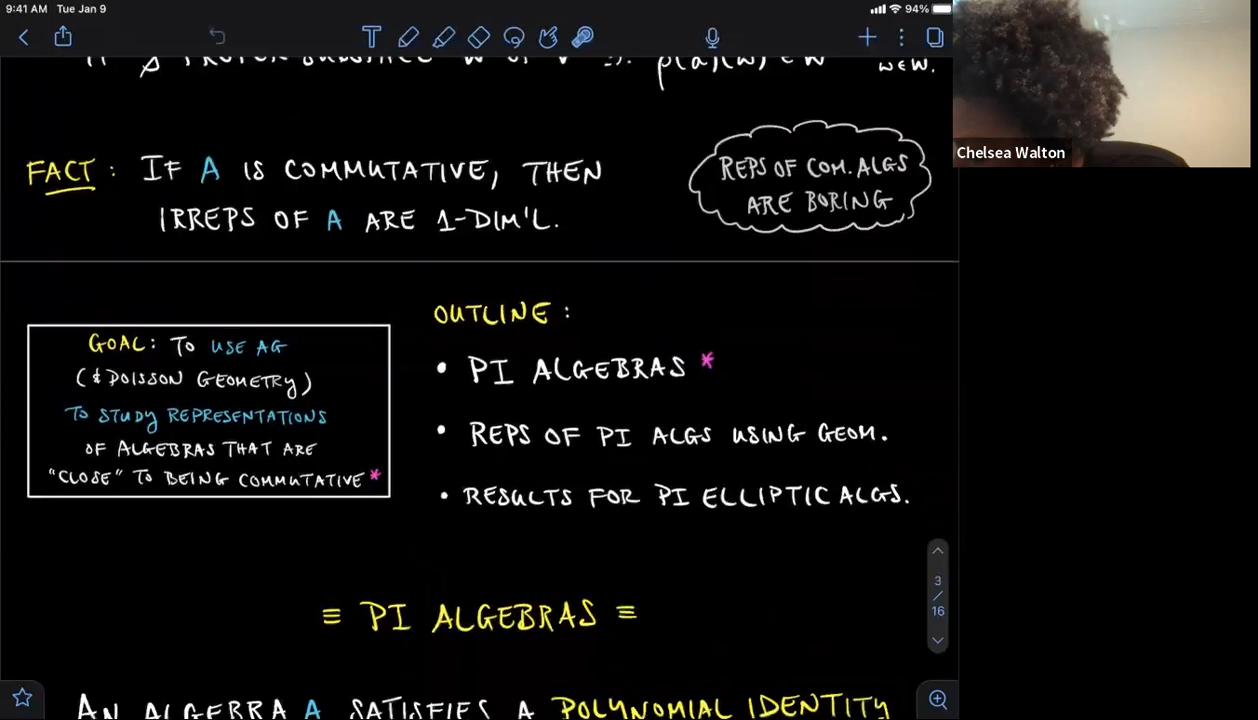 9:41 AM Tue Jan 9
94%
Chelsea Walton
FACT: IF A IS COMMUTATIVE, THEN
IRREPS OF A ARE 1-DIM'L.
REPS OF COM. ALGS
ARE BORING
GOAL: TO USE AG
(& POISSON GEOMETRY)
TO STUDY REPRESENTATIONS
OF ALGEBRAS THAT ARE
"CLOSE" TO BEING COMMUTATIVE *
OUTLINE:
• PI ALGEBRAS *
• REPS OF PI ALGS USING GEOM.
• RESULTS FOR PI ELLIPTIC ALGS.
3
/
16
≡ PI ALGEBRAS ≡
AN ALGEBRA A SATISFIES A POLYNOMIAL IDENTITY